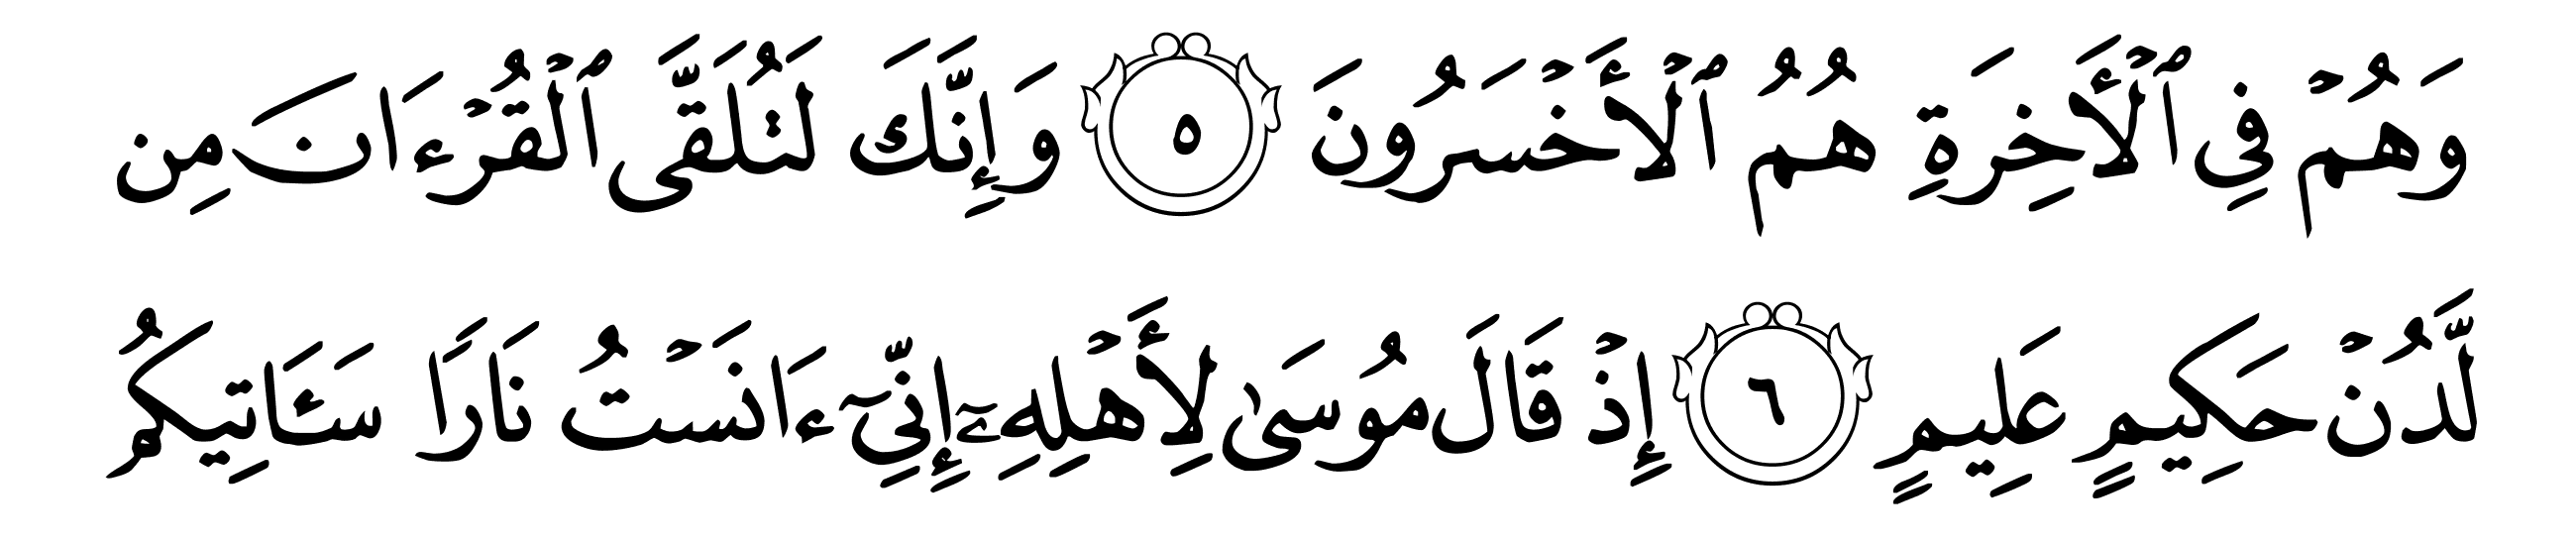 وَهُمْ فِي ٱلْأَخِرَةِ هُمُ ٱلْأَخْسَرُونَ ٥ وَإِنَّكَ لَتُلَقَّى ٱلْقُرْءَانَ مِن
لَّدُنْ حَكِيمٍ عَلِيمٍ ٦ إِذْ قَالَ مُوسَىٰ لِأَهْلِهِۦٓ إِنِّىٓ ءَانَسْتُ نَارًا سَـَٔاتِيكُمُ